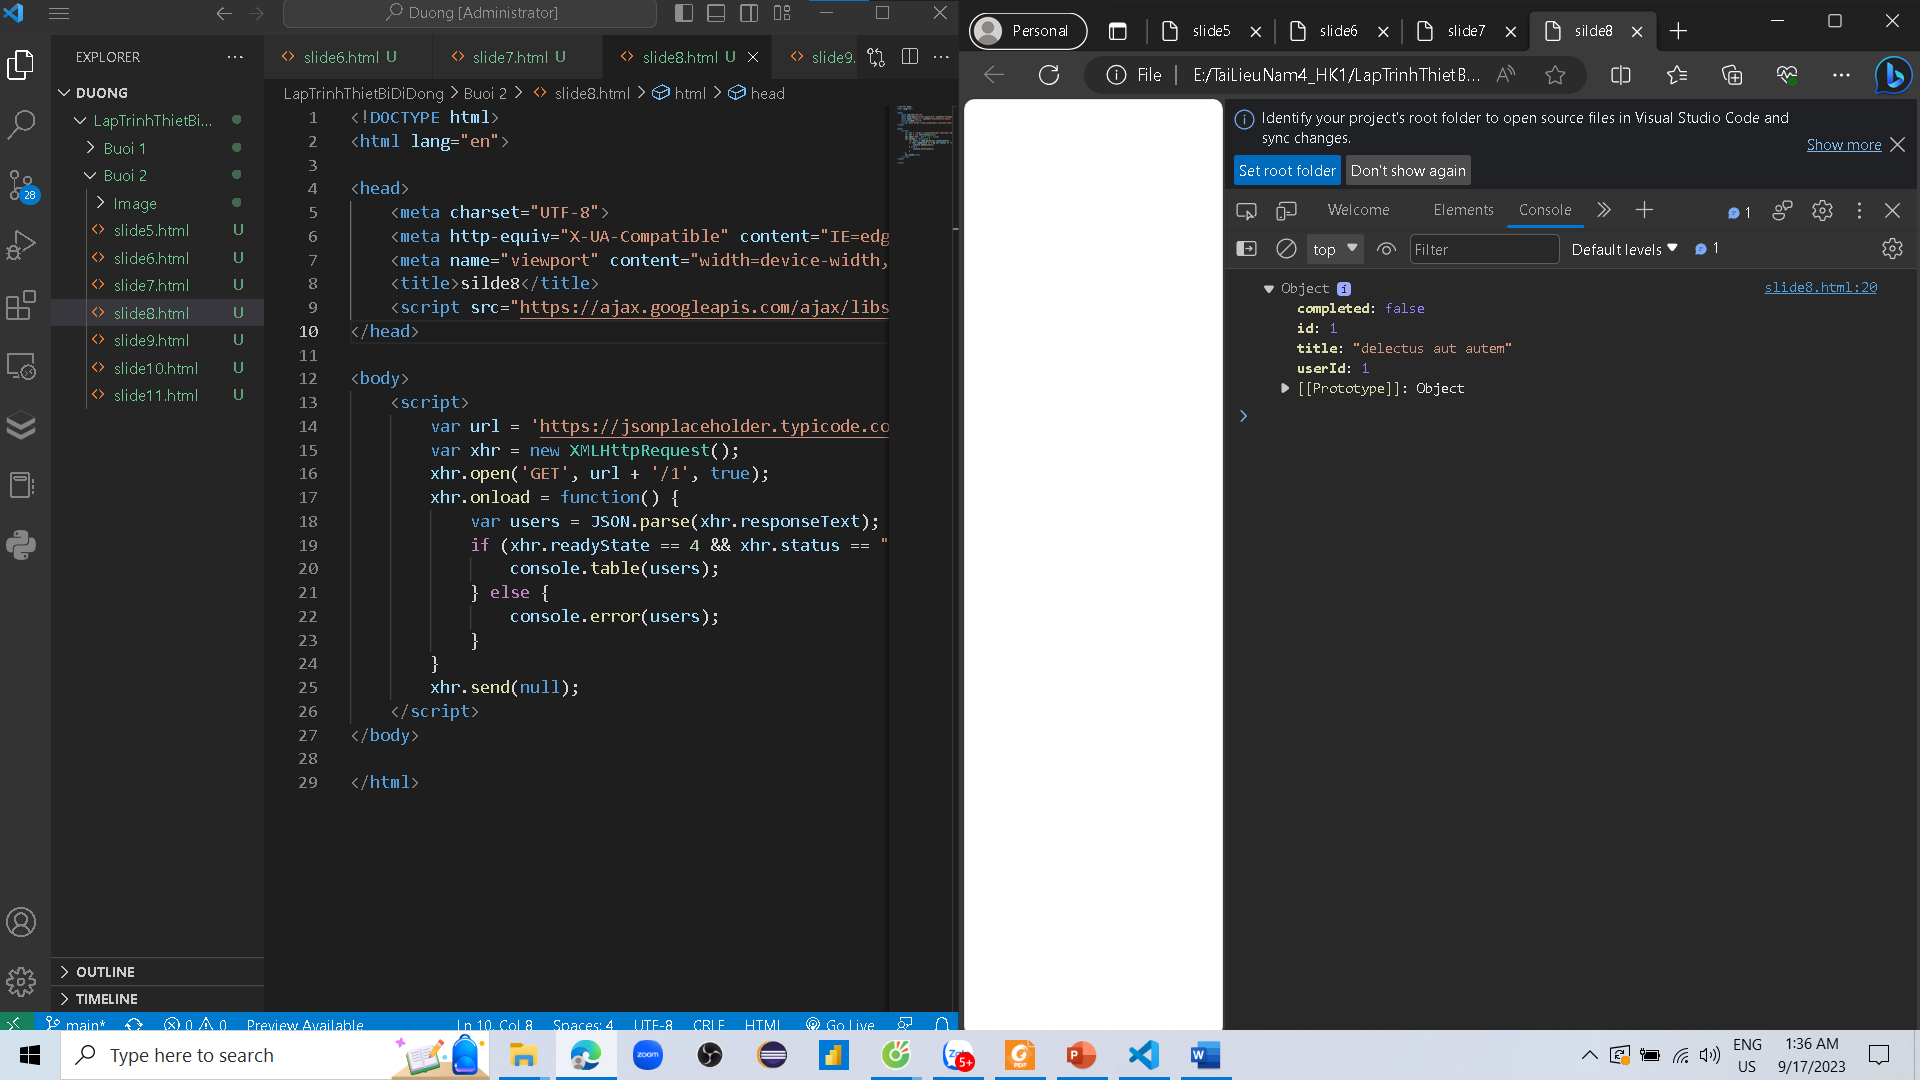 Duong [Administrator]
EXPLORER
DUONG
LapTrinhThietBi...
Buoi 1
Buoi 2
Image
slide5.html U
slide6.html U
slide7.html U
slide8.html U
slide9.html U
slide10.html U
slide11.html U
OUTLINE
TIMELINE
28
slide6.html U
slide7.html U
slide8.html U
slide9.
LapTrinhThietBiDiDong > Buoi 2 > slide8.html > html > head
1 <!DOCTYPE html>
2 <html lang="en">
3
4 <head>
5 <meta charset="UTF-8">
6 <meta http-equiv="X-UA-Compatible" content="IE=edg
7 <meta name="viewport" content="width=device-width,
8 <title>silde8</title>
9 <script src="https://ajax.googleapis.com/ajax/libs
10 </head>
11
12 <body>
13 <script>
14 var url = 'https://jsonplaceholder.typicode.co
15 var xhr = new XMLHttpRequest();
16 xhr.open('GET', url + '/1', true);
17 xhr.onload = function() {
18 var users = JSON.parse(xhr.responseText);
19 if (xhr.readyState == 4 && xhr.status == "
20 console.table(users);
21 } else {
22 console.error(users);
23 }
24 }
25 xhr.send(null);
26 </script>
27 </body>
28
29 </html>
main* 0 0 Preview Available Ln 10, Col 8 Spaces: 4 UTF-8 CRLF HTML Go Live
Personal
slide5
slide6
slide7
silde8
File E:/TaiLieuNam4_HK1/LapTrinhThietB...
Identify your project's root folder to open source files in Visual Studio Code and
sync changes.
Show more
Set root folder
Don't show again
Welcome Elements Console 1
top Filter Default levels 1
Object i slide8.html:20
completed: false
id: 1
title: "delectus aut autem"
userId: 1
[[Prototype]]: Object
Type here to search
zoom
5+
PDF
P
W
ENG
US
1:36 AM
9/17/2023